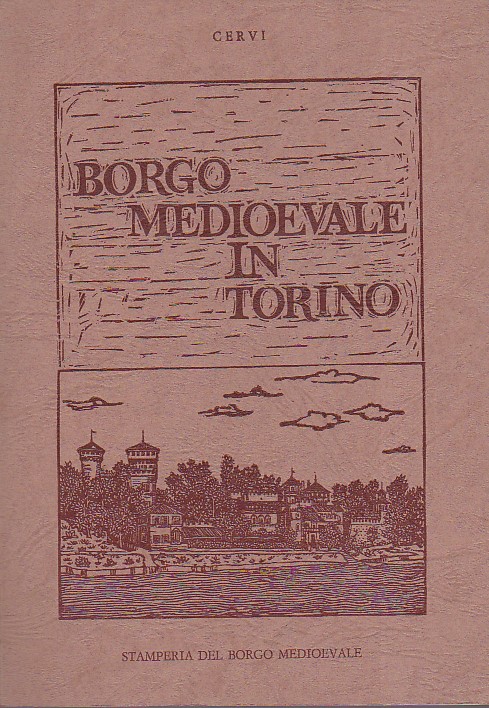 CERVI
BORGO
MEDIOEVALE
IN
TORINO
STAMPERIA DEL BORGO MEDIOEVALE